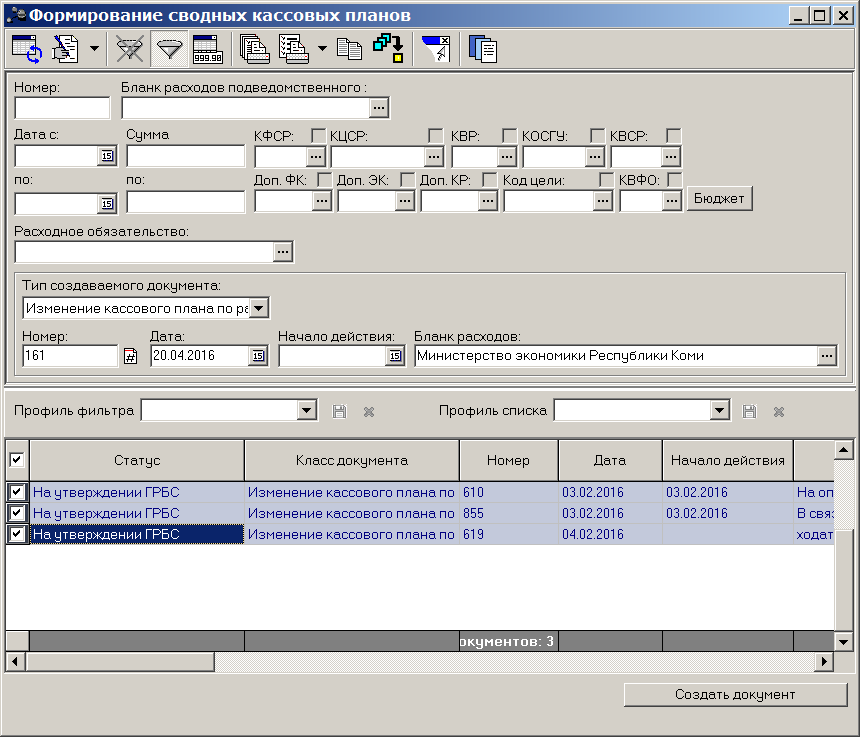 Формирование сводных кассовых планов
999.98
Номер: Бланк расходов подведомственного :
Дата с: Сумма КФСР: КЦСР: КВР: КОСГУ: КВСР:
15
по: по: Доп. ФК: Доп. ЭК: Доп. КР: Код цели: КВФО:
15 Бюджет
Расходное обязательство:
Тип создаваемого документа:
Изменение кассового плана по ра
Номер: Дата: Начало действия: Бланк расходов:
161 # 20.04.2016 15 15 Министерство экономики Республики Коми
Профиль фильтра Профиль списка
Статус Класс документа Номер Дата Начало действия
На утверждении ГРБС Изменение кассового плана по 610 03.02.2016 03.02.2016 На оп
На утверждении ГРБС Изменение кассового плана по 855 03.02.2016 03.02.2016 В связ
На утверждении ГРБС Изменение кассового плана по 619 04.02.2016 ходат
окументов: 3
Создать документ